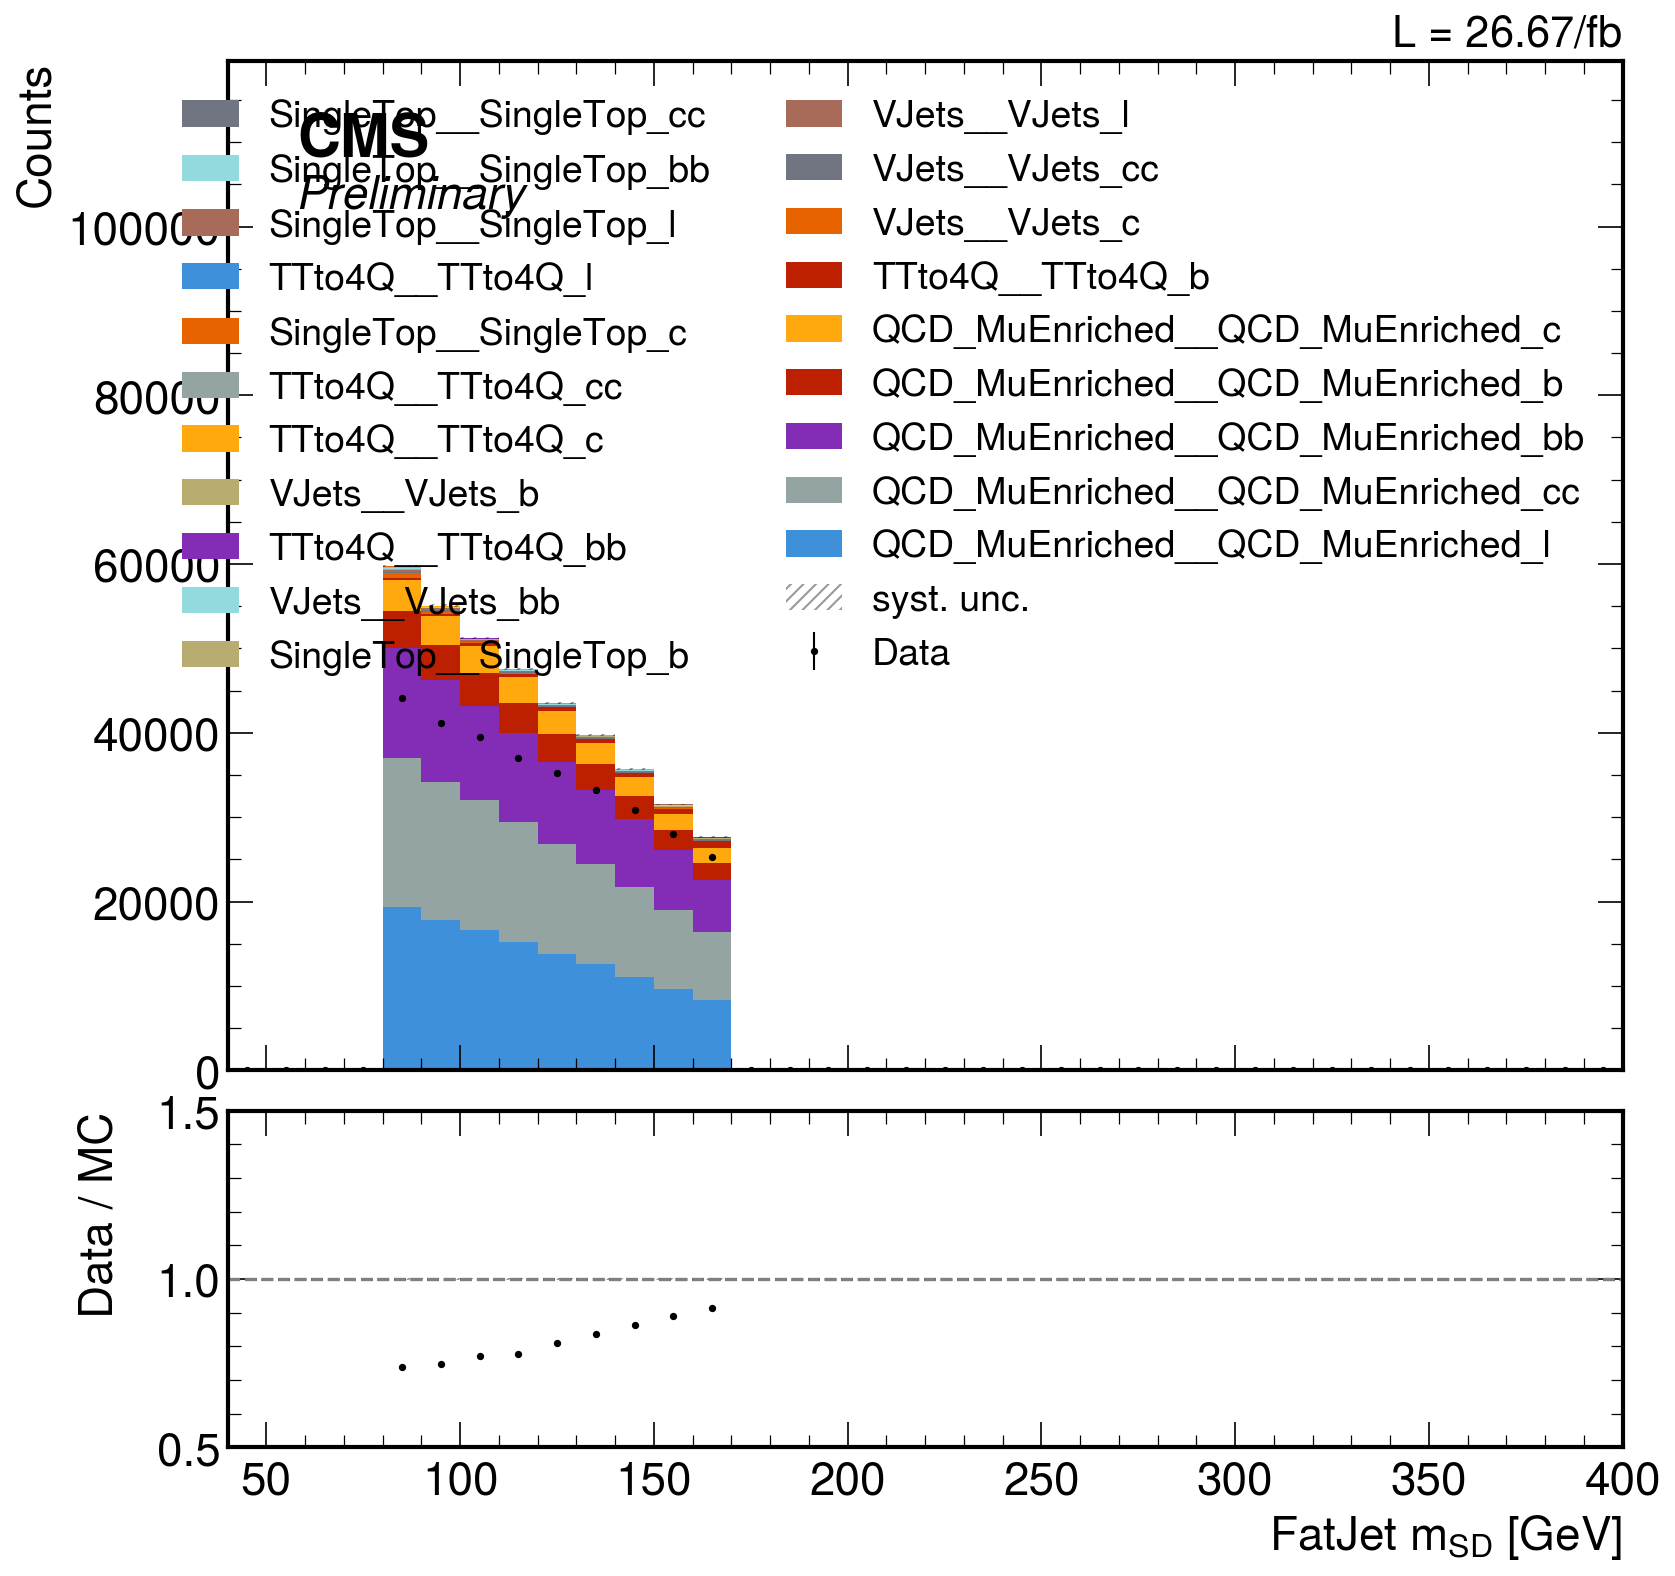 L = 26.67/fb
Counts
CMS
Preliminary
SingleTop__SingleTop_cc
SingleTop__SingleTop_bb
SingleTop__SingleTop_l
TTto4Q__TTto4Q_l
SingleTop__SingleTop_c
TTto4Q__TTto4Q_cc
TTto4Q__TTto4Q_c
VJets__VJets_b
TTto4Q__TTto4Q_bb
VJets__VJets_bb
SingleTop__SingleTop_b
VJets__VJets_l
VJets__VJets_cc
VJets__VJets_c
TTto4Q__TTto4Q_b
QCD_MuEnriched__QCD_MuEnriched_c
QCD_MuEnriched__QCD_MuEnriched_b
QCD_MuEnriched__QCD_MuEnriched_bb
QCD_MuEnriched__QCD_MuEnriched_cc
QCD_MuEnriched__QCD_MuEnriched_l
syst. unc.
Data
100000
80000
60000
40000
20000
0
Data / MC
1.5
1.0
0.5
50 100 150 200 250 300 350 400
FatJet m_SD [GeV]